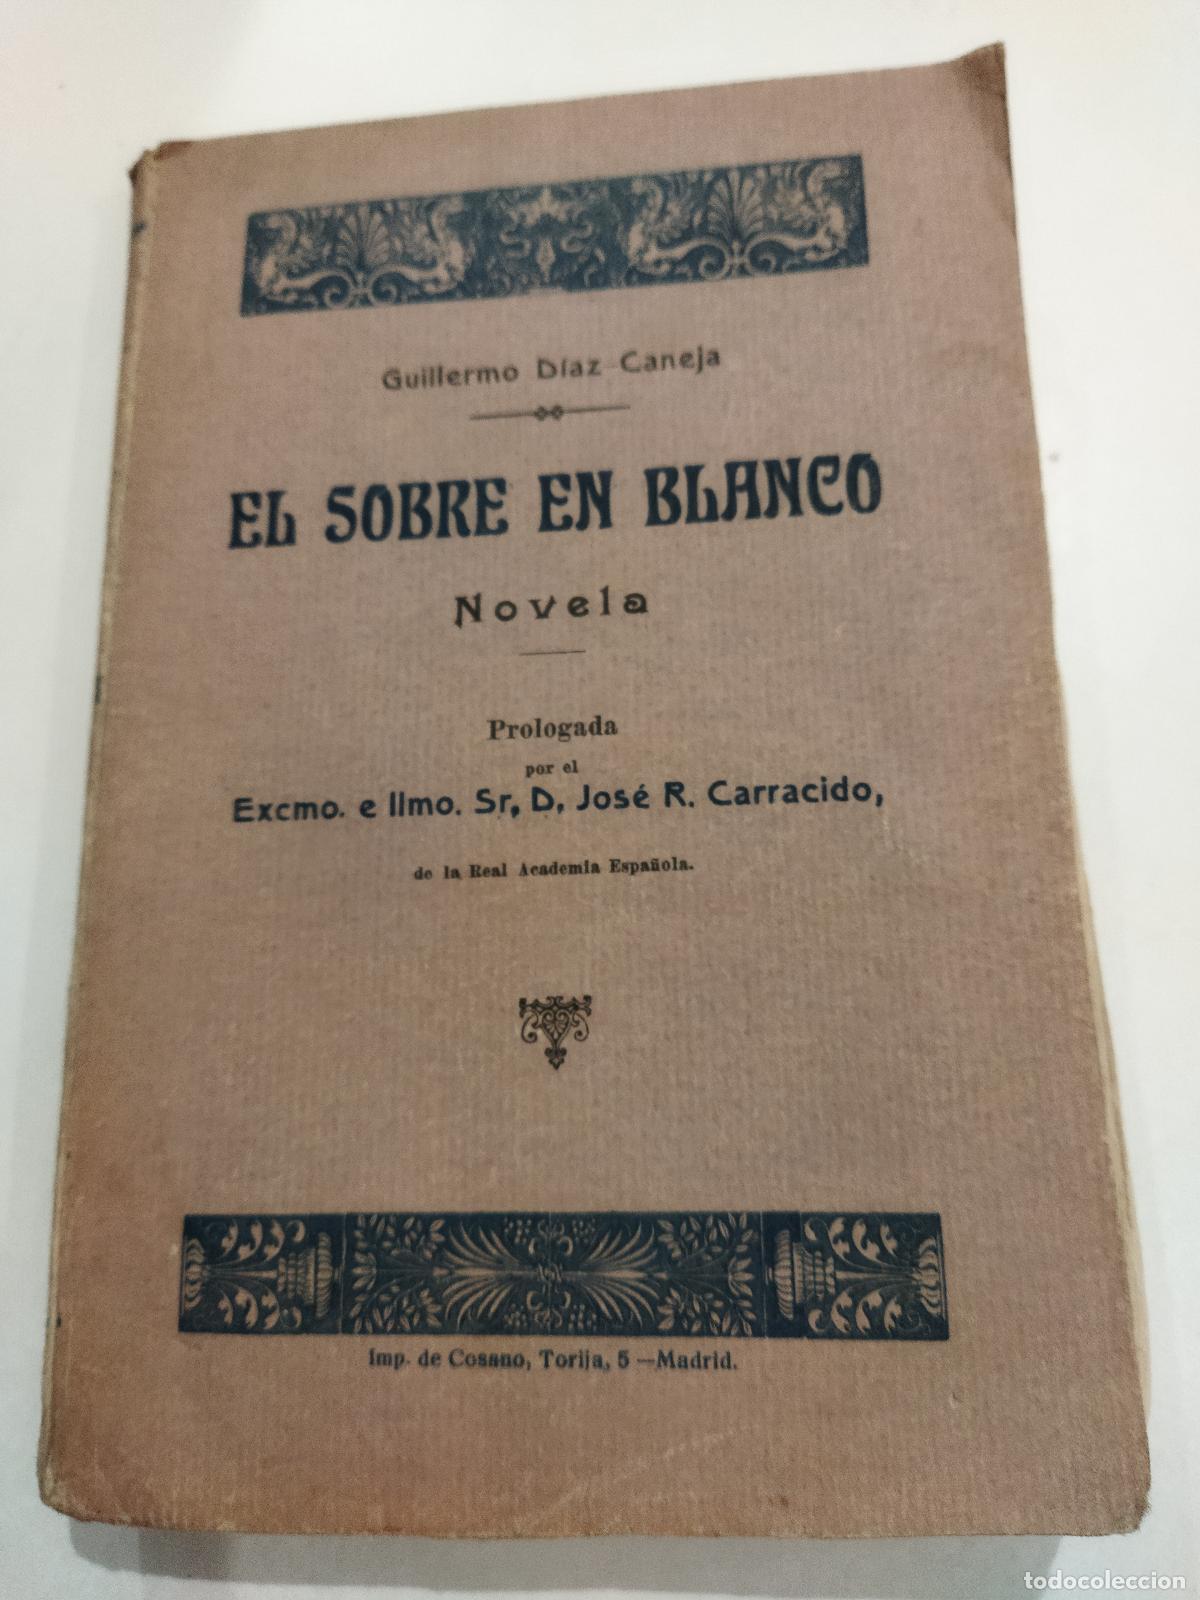 Guillermo Díaz-Caneja
EL SOBRE EN BLANCO
Novela
Prologada
por el
Excmo. e Ilmo. Sr, D. José R. Carracido,
de la Real Academia Española.
Imp. de Cosano, Torija, 5 —Madrid.
todocoleccion